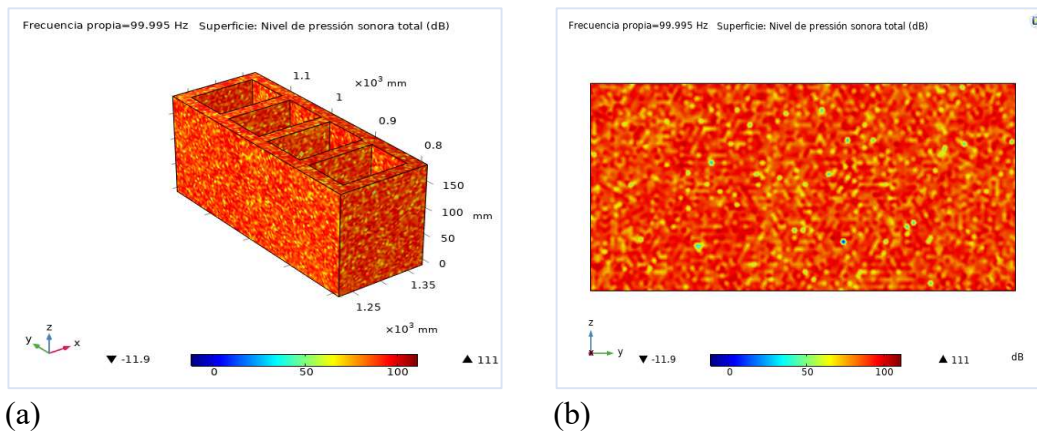 Frecuencia propia=99.995 Hz Superficie: Nivel de presión sonora total (dB)
1.1
×10³ mm
1
0.9
0.8
150
100 mm
50
0
1.35
1.25
×10³ mm
z
y
x
▼ -11.9
▲ 111
0 50 100
(a)
Frecuencia propia=99.995 Hz Superficie: Nivel de presión sonora total (dB)
z
y
▼ -11.9
▲ 111 dB
0 50 100
(b)